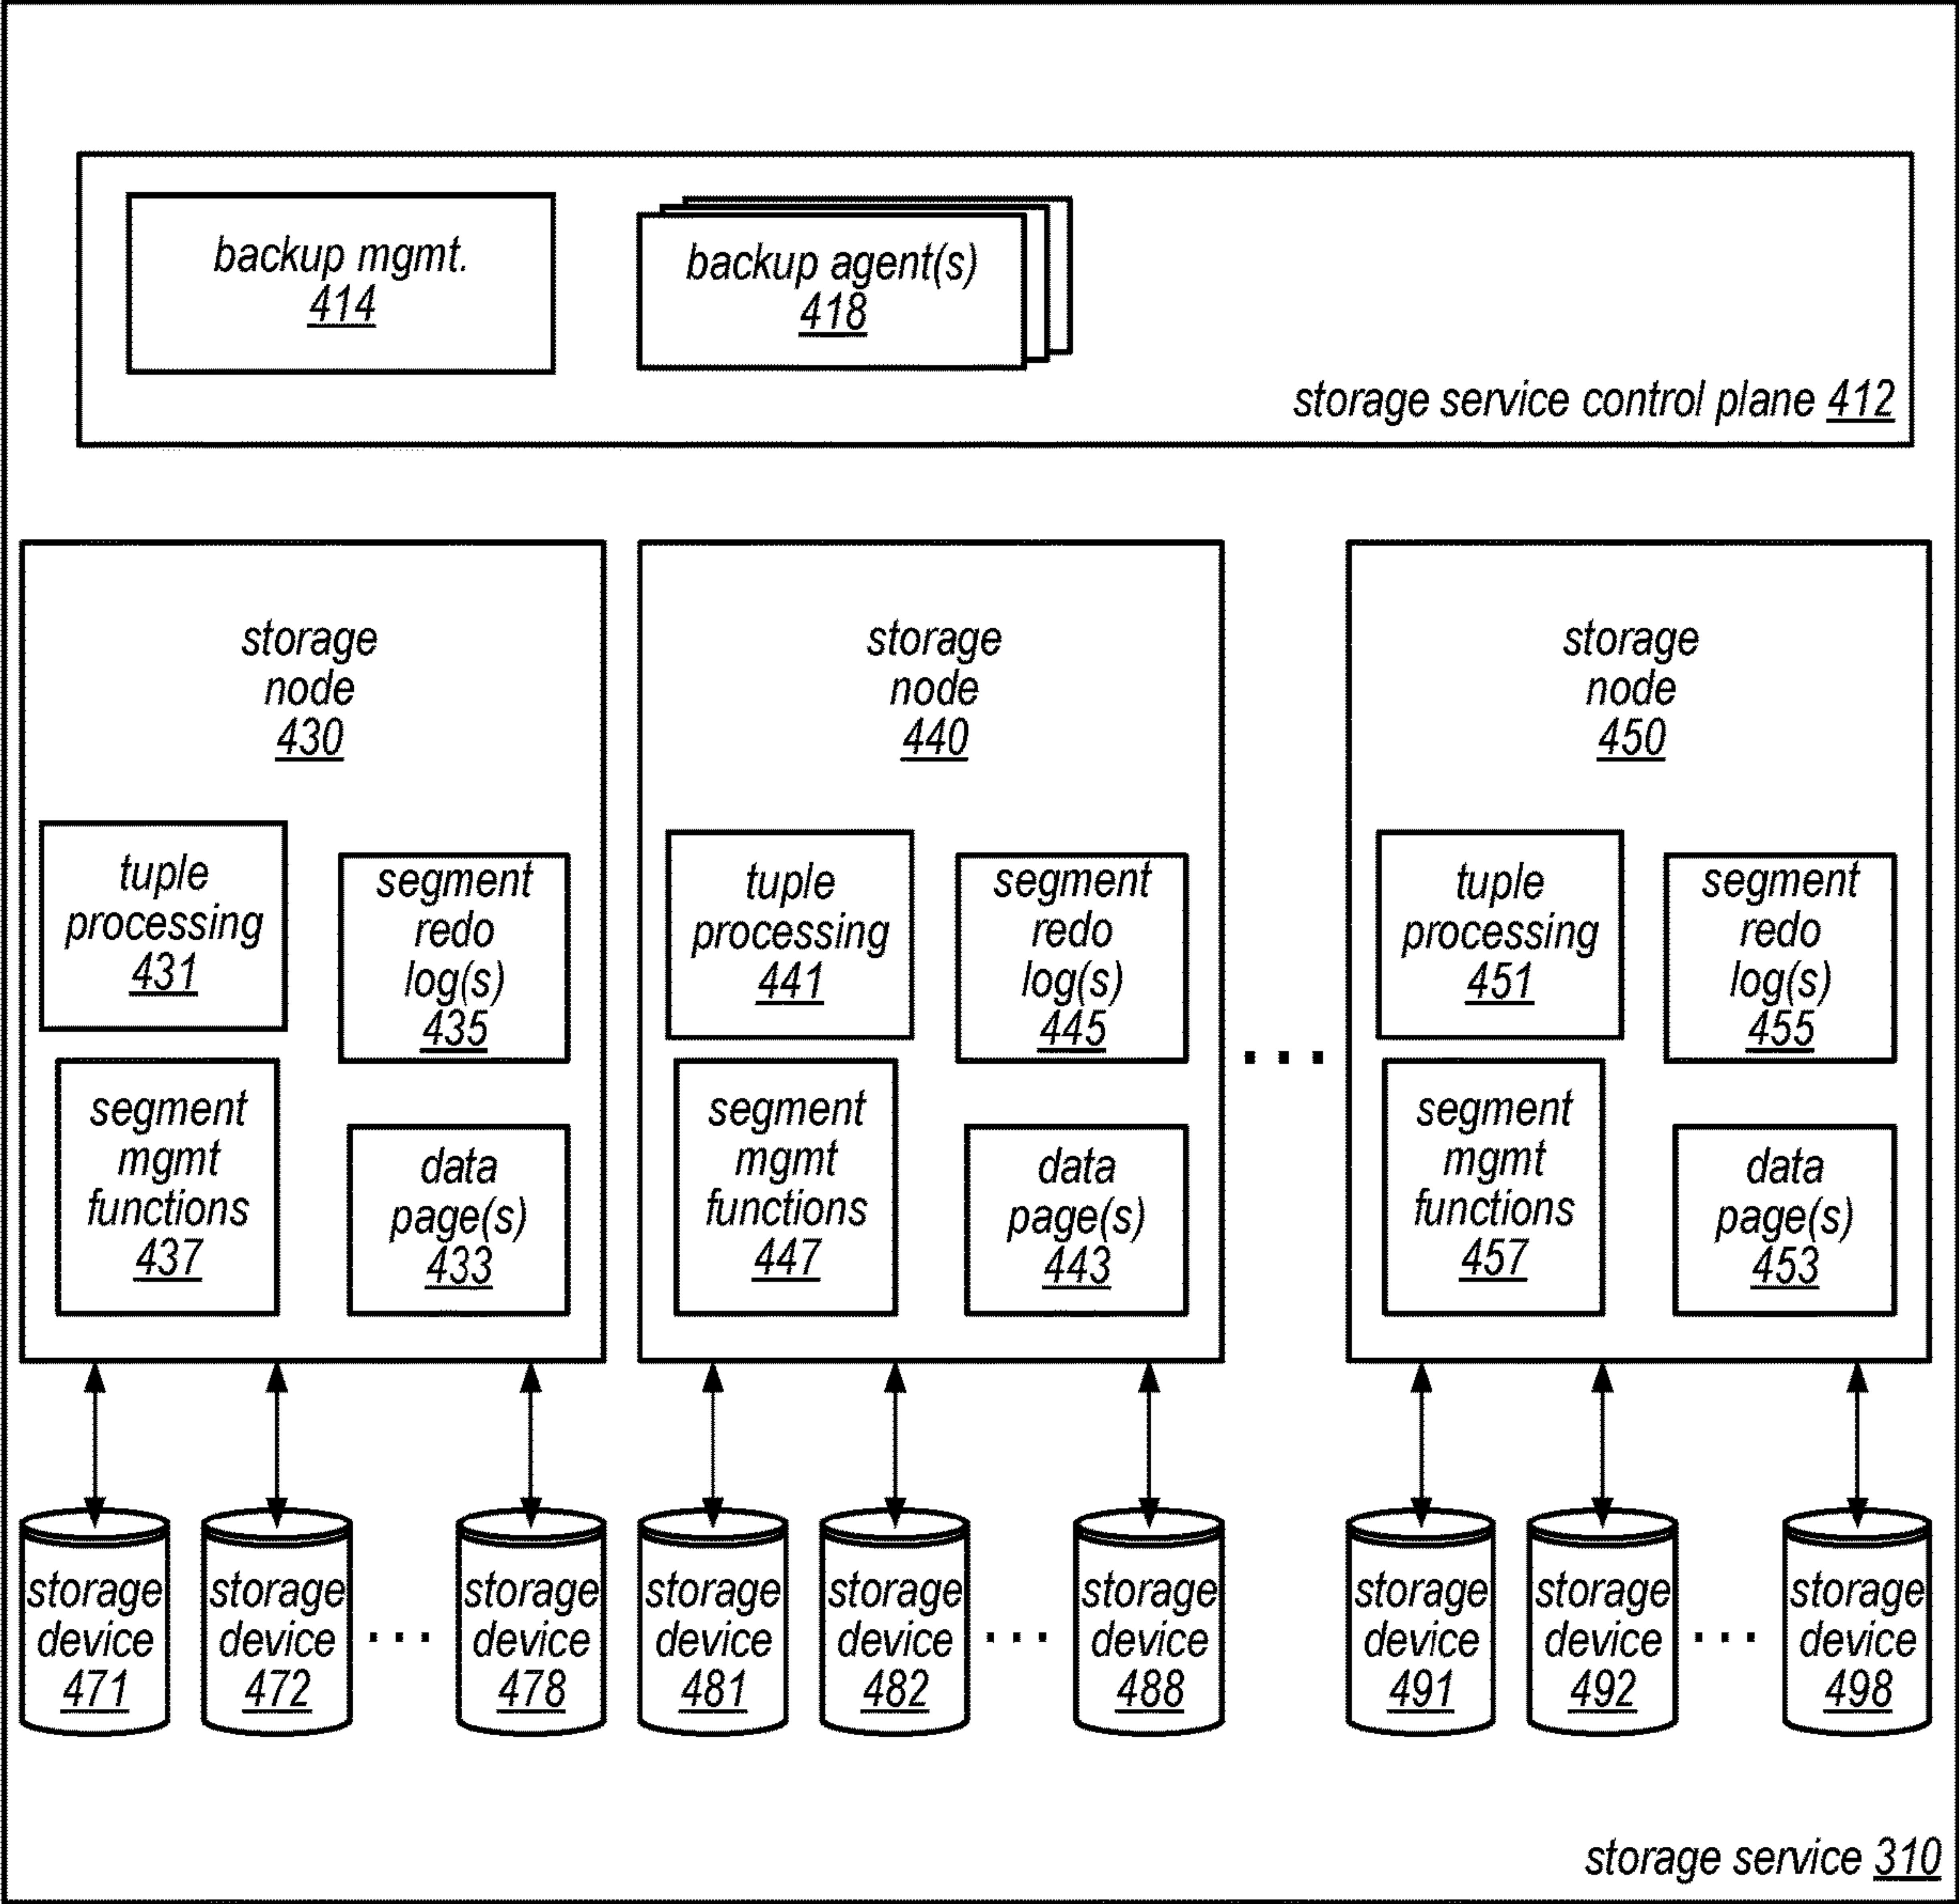 backup mgmt.
414
backup agent(s)
418
storage service control plane 412
storage
node
430
tuple
processing
431
segment
redo
log(s)
435
segment
mgmt
functions
437
data
page(s)
433
storage
node
440
tuple
processing
441
segment
redo
log(s)
445
segment
mgmt
functions
447
data
page(s)
443
...
storage
node
450
tuple
processing
451
segment
redo
log(s)
455
segment
mgmt
functions
457
data
page(s)
453
storage
device
471
storage
device
472
...
storage
device
478
storage
device
481
storage
device
482
...
storage
device
488
storage
device
491
storage
device
492
...
storage
device
498
storage service 310